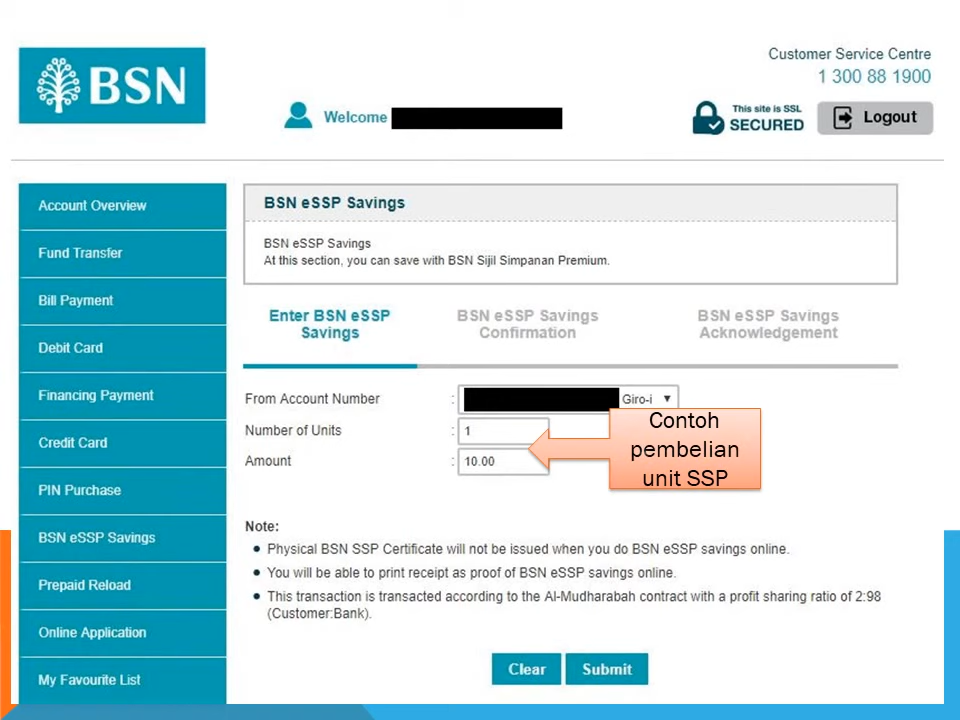 Customer Service Centre
1 300 88 1900
BSN
Welcome
This site is SSL
SECURED
Logout
Account Overview
Fund Transfer
Bill Payment
Debit Card
Financing Payment
Credit Card
PIN Purchase
BSN eSSP Savings
Prepaid Reload
Online Application
My Favourite List
BSN eSSP Savings
BSN eSSP Savings
At this section, you can save with BSN Sijil Simpanan Premium.
Enter BSN eSSP
Savings
BSN eSSP Savings
Confirmation
BSN eSSP Savings
Acknowledgement
From Account Number : Giro-i
Number of Units : 1
Amount : 10.00
Contoh
pembelian
unit SSP
Note:
Physical BSN SSP Certificate will not be issued when you do BSN eSSP savings online.
You will be able to print receipt as proof of BSN eSSP savings online.
This transaction is transacted according to the Al-Mudharabah contract with a profit sharing ratio of 2:98
(Customer:Bank).
Clear
Submit